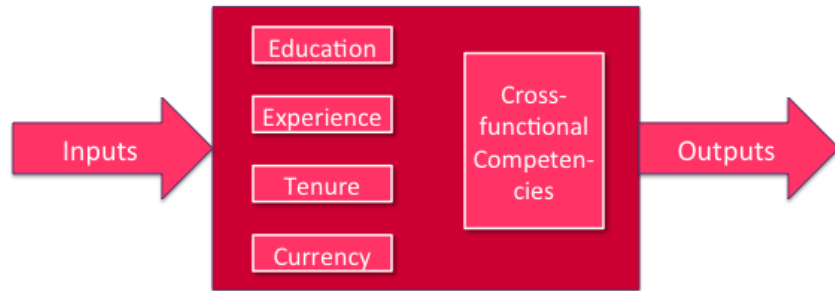 Inputs
Education
Experience
Tenure
Currency
Cross-
functional
Competen-
cies
Outputs